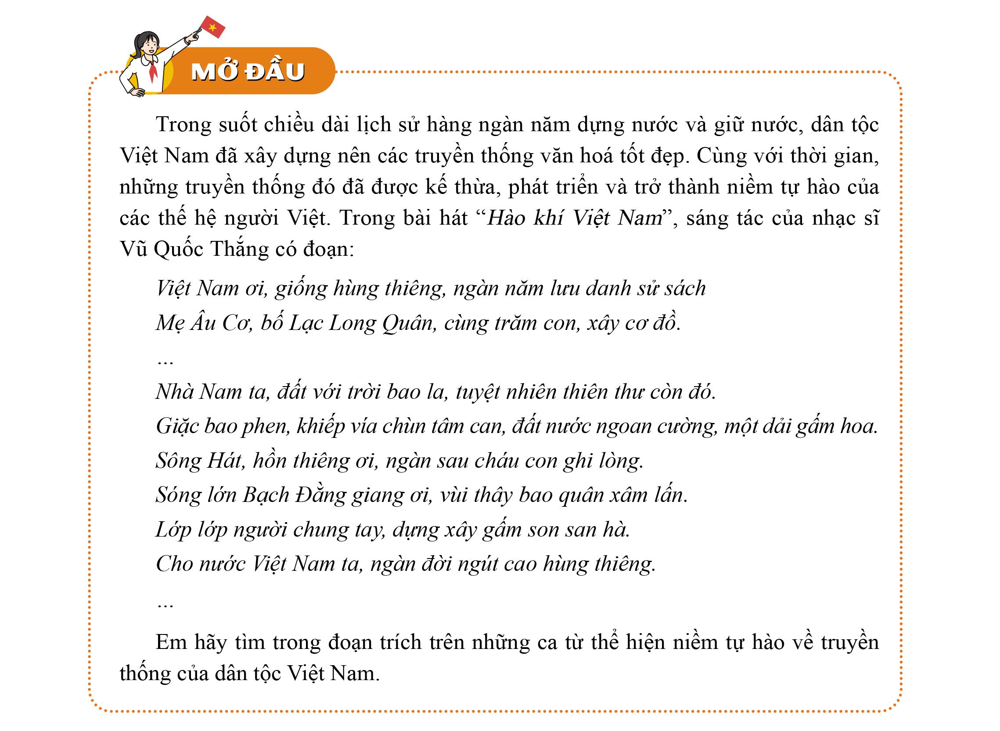 MỞ ĐẦU
Trong suốt chiều dài lịch sử hàng ngàn năm dựng nước và giữ nước, dân tộc
Việt Nam đã xây dựng nên các truyền thống văn hoá tốt đẹp. Cùng với thời gian,
những truyền thống đó đã được kế thừa, phát triển và trở thành niềm tự hào của
các thế hệ người Việt. Trong bài hát “Hào khí Việt Nam”, sáng tác của nhạc sĩ
Vũ Quốc Thắng có đoạn:
Việt Nam ơi, giống hùng thiêng, ngàn năm lưu danh sử sách
Mẹ Âu Cơ, bố Lạc Long Quân, cùng trăm con, xây cơ đồ.
...
Nhà Nam ta, đất với trời bao la, tuyệt nhiên thiên thư còn đó.
Giặc bao phen, khiếp vía chùn tâm can, đất nước ngoan cường, một dải gấm hoa.
Sông Hát, hồn thiêng ơi, ngàn sau cháu con ghi lòng.
Sóng lớn Bạch Đằng giang ơi, vùi thây bao quân xâm lấn.
Lớp lớp người chung tay, dựng xây gấm son san hà.
Cho nước Việt Nam ta, ngàn đời ngút cao hùng thiêng.
...
Em hãy tìm trong đoạn trích trên những ca từ thể hiện niềm tự hào về truyền
thống của dân tộc Việt Nam.